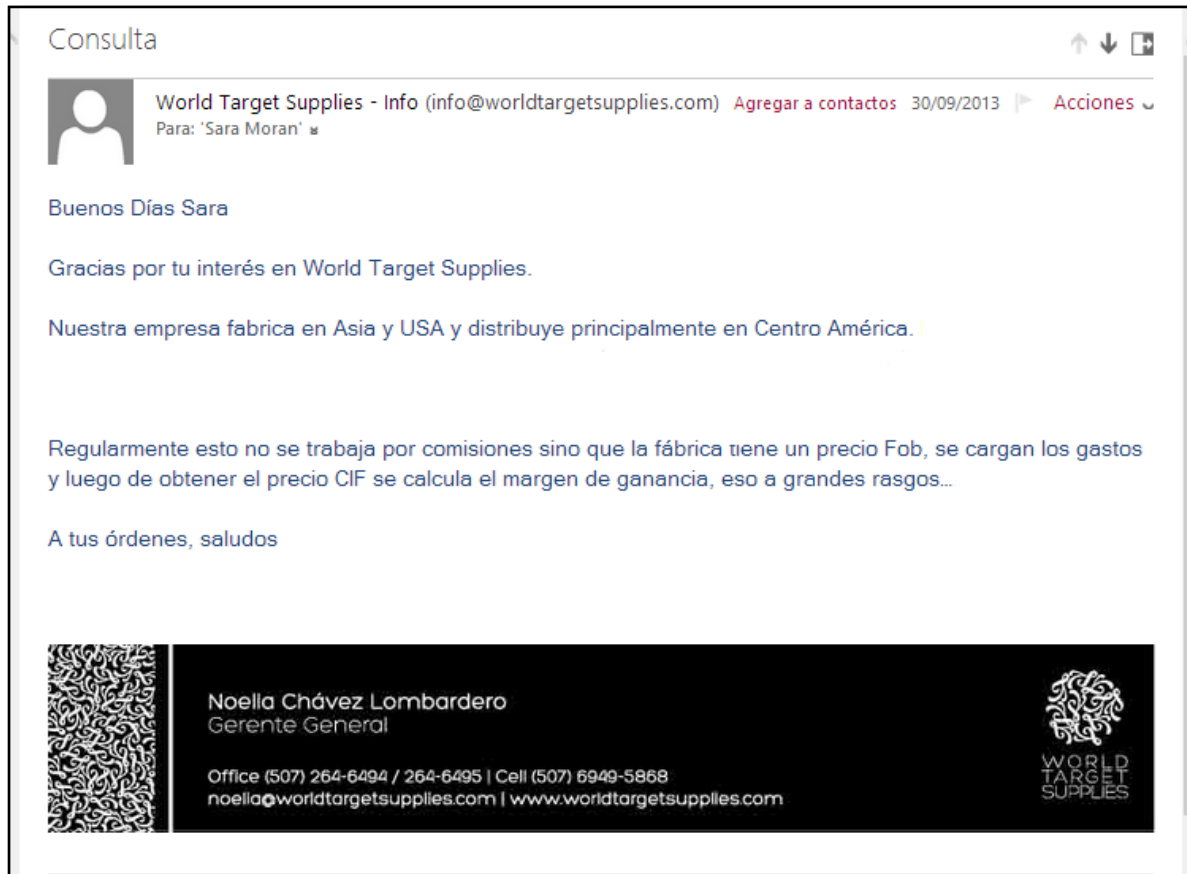 Consulta
World Target Supplies - Info (info@worldtargetsupplies.com) Agregar a contactos 30/09/2013 Acciones
Para: 'Sara Moran'
Buenos Días Sara
Gracias por tu interés en World Target Supplies.
Nuestra empresa fabrica en Asia y USA y distribuye principalmente en Centro América.
Regularmente esto no se trabaja por comisiones sino que la fábrica tiene un precio Fob, se cargan los gastos
y luego de obtener el precio CIF se calcula el margen de ganancia, eso a grandes rasgos...
A tus órdenes, saludos
Noelia Chávez Lombardero
Gerente General
Office (507) 264-6494 / 264-6495 | Cell (507) 6949-5868
noelia@worldtargetsupplies.com | www.worldtargetsupplies.com
WORLD
TARGET
SUPPLIES